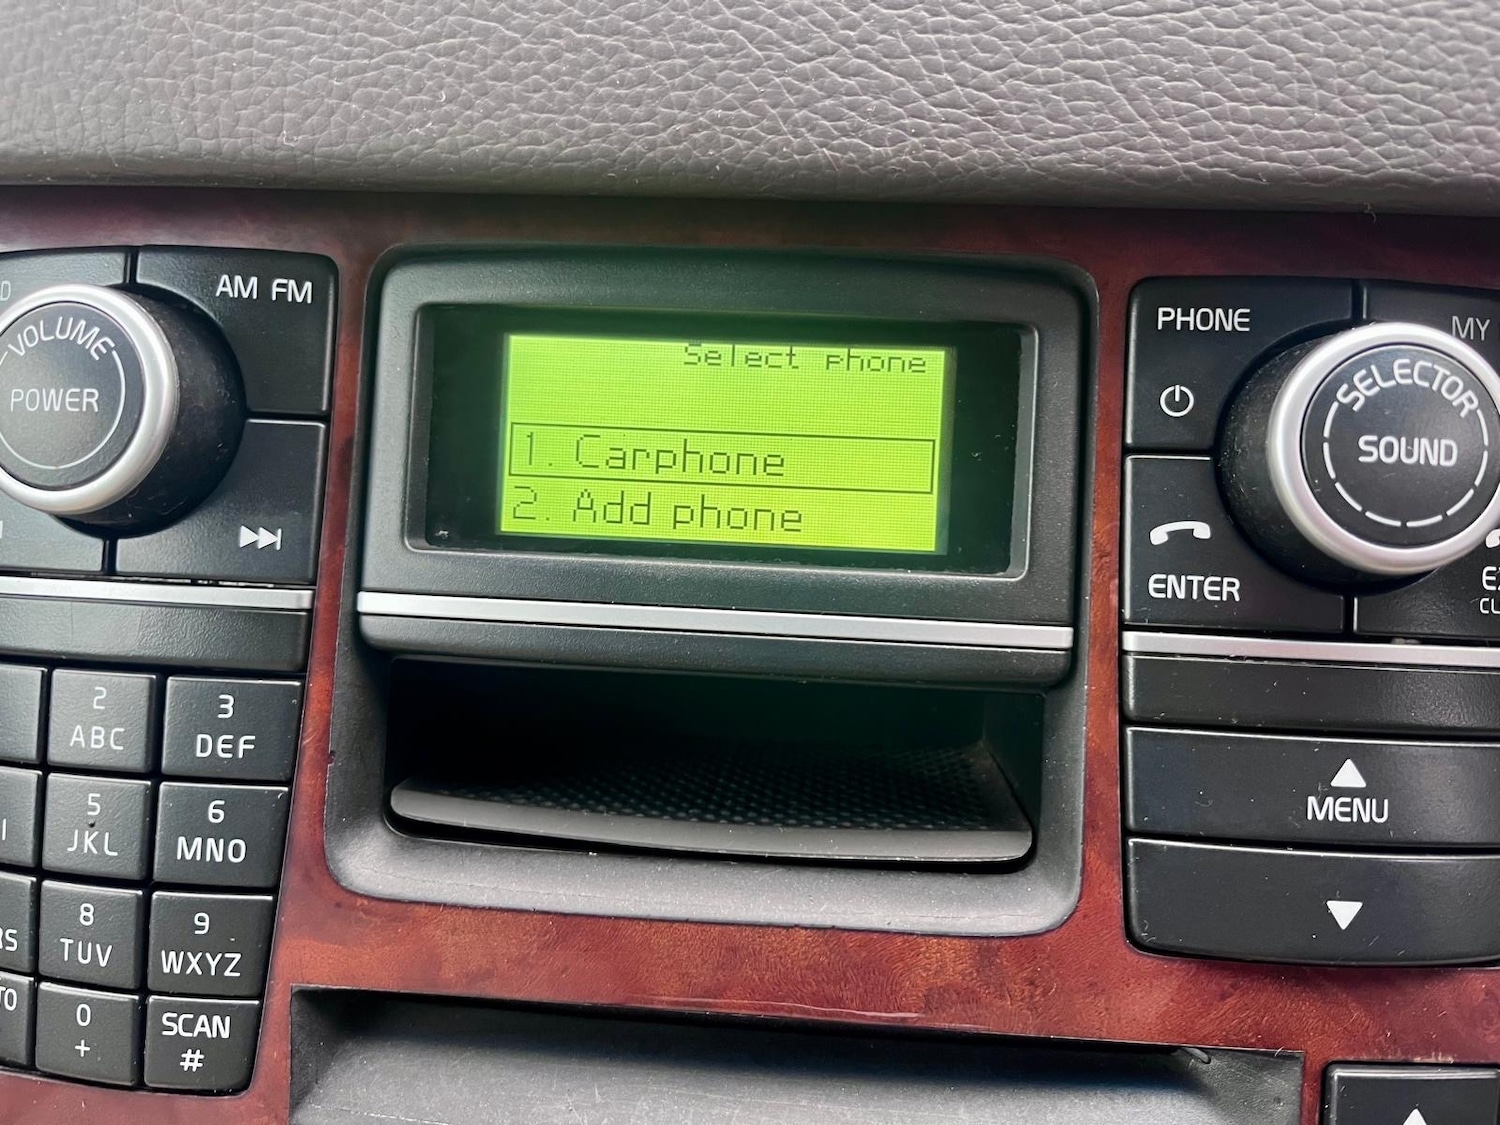 AM FM
VOLUME
POWER
Select phone
1. Carphone
2. Add phone
PHONE
MY
SELECTOR
SOUND
ENTER
2
ABC
3
DEF
5
JKL
6
MNO
8
TUV
9
WXYZ
0
+
SCAN
#
MENU